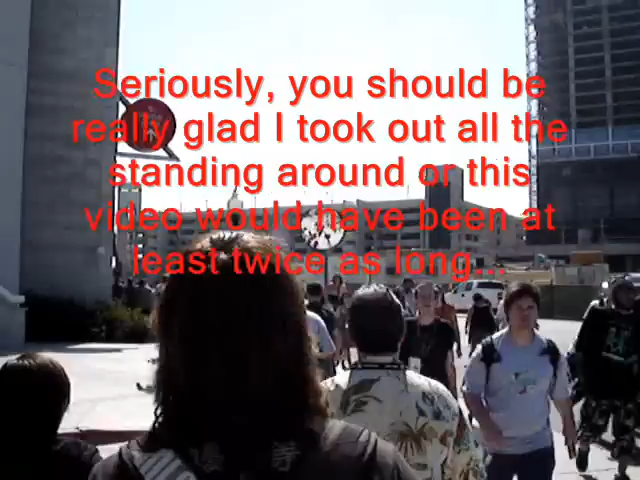 Seriously, you should be
really glad I took out all the
standing around or this
video would have been at
least twice as long...